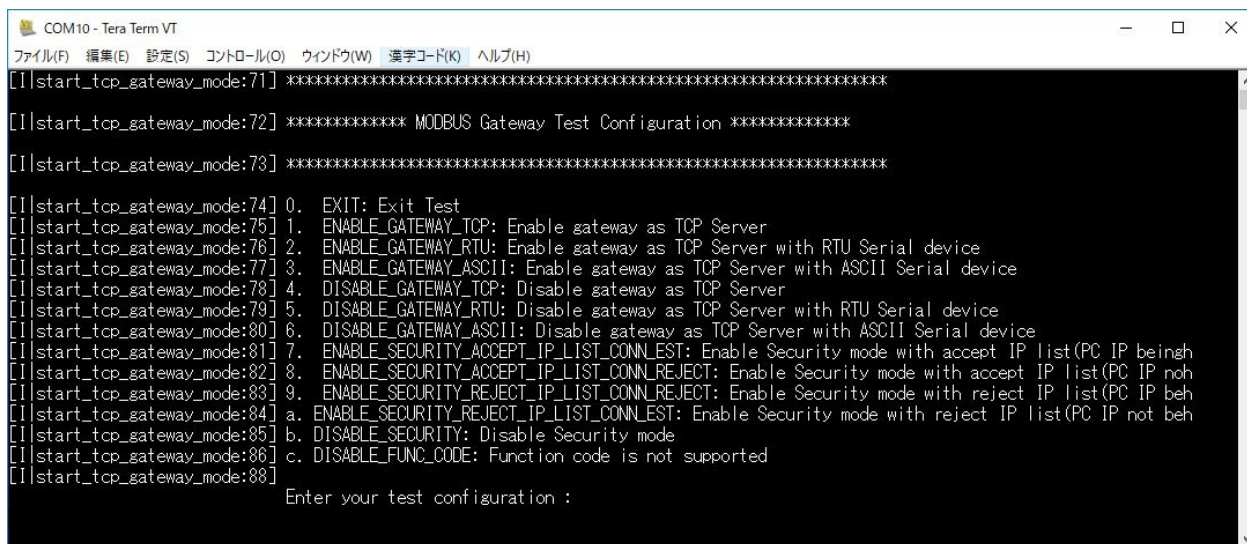 COM10 - Tera Term VT
ファイル(F) 編集(E) 設定(S) コントロール(O) ウィンドウ(W) 漢字コード(K) ヘルプ(H)
[I|start_tcp_gateway_mode:71] ****************************************************************
[I|start_tcp_gateway_mode:72] ************* MODBUS Gateway Test Configuration *************
[I|start_tcp_gateway_mode:73] ****************************************************************
[I|start_tcp_gateway_mode:74] 0.  EXIT: Exit Test
[I|start_tcp_gateway_mode:75] 1.  ENABLE_GATEWAY_TCP: Enable gateway as TCP Server
[I|start_tcp_gateway_mode:76] 2.  ENABLE_GATEWAY_RTU: Enable gateway as TCP Server with RTU Serial device
[I|start_tcp_gateway_mode:77] 3.  ENABLE_GATEWAY_ASCII: Enable gateway as TCP Server with ASCII Serial device
[I|start_tcp_gateway_mode:78] 4.  DISABLE_GATEWAY_TCP: Disable gateway as TCP Server
[I|start_tcp_gateway_mode:79] 5.  DISABLE_GATEWAY_RTU: Disable gateway as TCP Server with RTU Serial device
[I|start_tcp_gateway_mode:80] 6.  DISABLE_GATEWAY_ASCII: Disable gateway as TCP Server with ASCII Serial device
[I|start_tcp_gateway_mode:81] 7.  ENABLE_SECURITY_ACCEPT_IP_LIST_CONN_EST: Enable Security mode with accept IP list(PC IP beingh
[I|start_tcp_gateway_mode:82] 8.  ENABLE_SECURITY_ACCEPT_IP_LIST_CONN_REJECT: Enable Security mode with accept IP list(PC IP noh
[I|start_tcp_gateway_mode:83] 9.  ENABLE_SECURITY_REJECT_IP_LIST_CONN_REJECT: Enable Security mode with reject IP list(PC IP beh
[I|start_tcp_gateway_mode:84] a. ENABLE_SECURITY_REJECT_IP_LIST_CONN_EST: Enable Security mode with reject IP list(PC IP not beh
[I|start_tcp_gateway_mode:85] b. DISABLE_SECURITY: Disable Security mode
[I|start_tcp_gateway_mode:86] c. DISABLE_FUNC_CODE: Function code is not supported
[I|start_tcp_gateway_mode:88]
Enter your test configuration :